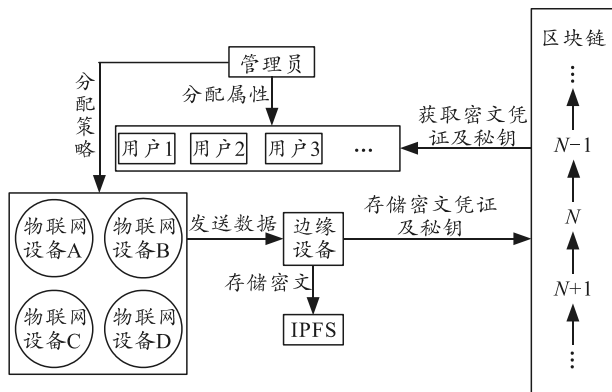 管理员
区块链
分配策略
分配属性
…
用户1
用户2
用户3
…
获取密文凭
证及秘钥
N-1
物联网
设备A
物联网
设备B
发送数据
边缘
设备
存储密文凭证
及秘钥
N
存储密文
N+1
物联网
设备C
物联网
设备D
IPFS
…